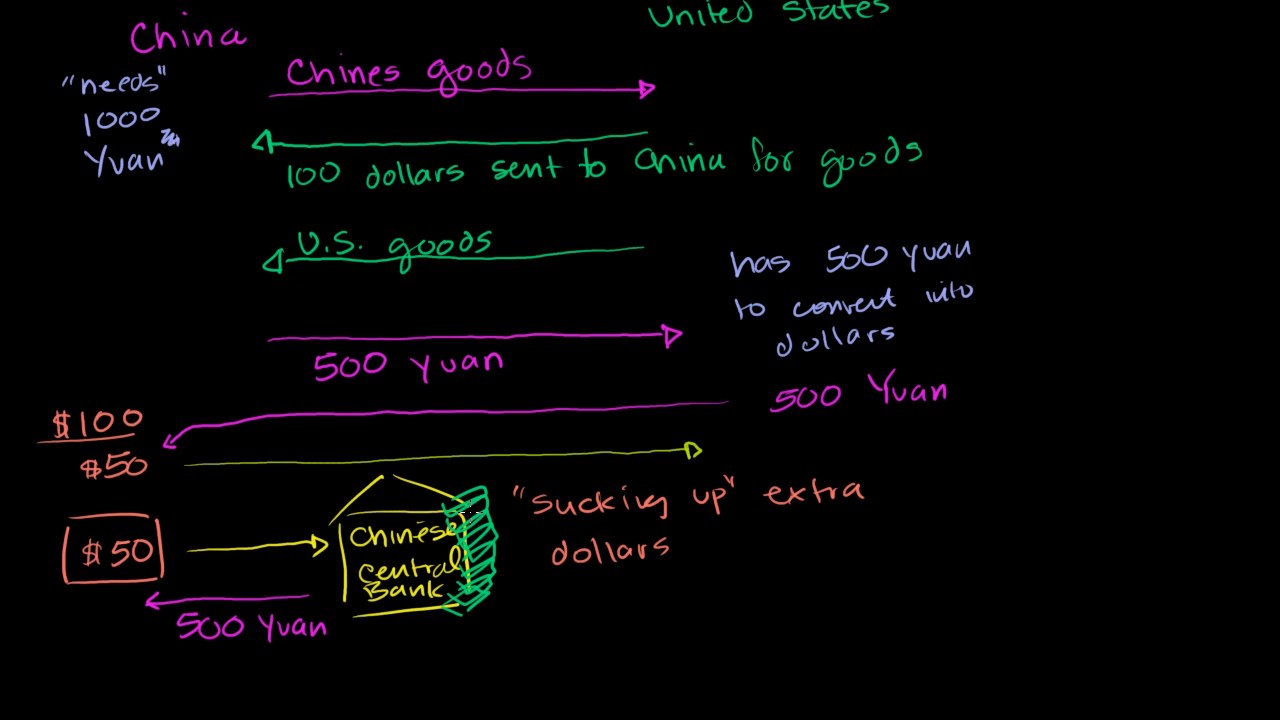 United States
China
"needs"
1000
Yuan"
Chines goods
100 dollars sent to China for goods
U.S. goods
has 500 yuan
to convert into
dollars
500 yuan
500 Yuan
$100
$50
$50
Chinese
Central
Bank
"sucking up" extra
dollars
500 Yuan